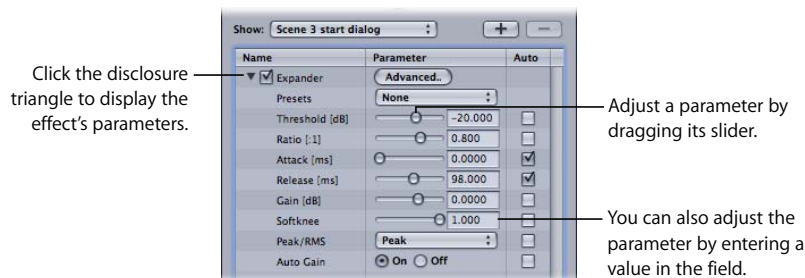 Show: Scene 3 start dialog
Name Parameter Auto
Expander Advanced..
Presets None
Threshold [dB] -20.000
Ratio [:1] 0.800
Attack [ms] 0.0000
Release [ms] 98.000
Gain [dB] 0.0000
Softknee 1.000
Peak/RMS Peak
Auto Gain On Off
Click the disclosure
triangle to display the
effect’s parameters.
Adjust a parameter by
dragging its slider.
You can also adjust the
parameter by entering a
value in the field.